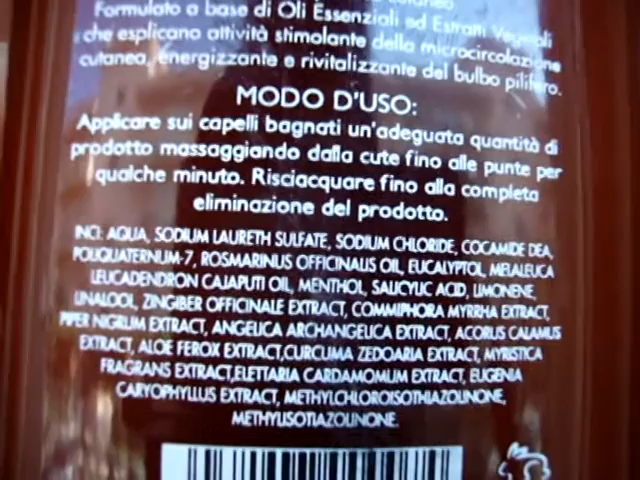 cutaneo
Formulato a base di Oli Essenziali ed Estratti Vegetali
che esplicano attività stimolante della microcircolazione
cutanea, energizzante e rivitalizzante del bulbo pilifero.
MODO D'USO:
Applicare sui capelli bagnati un'adeguata quantità di
prodotto massaggiando dalla cute fino alle punte per
qualche minuto. Risciacquare fino alla completa
eliminazione del prodotto.
INCI: AQUA, SODIUM LAURETH SULFATE, SODIUM CHLORIDE, COCAMIDE DEA,
POLIQUATERNIUM-7, ROSMARINUS OFFICINALIS OIL, EUCALYPTOL, MELALEUCA
LEUCADENDRON CAJAPUTI OIL, MENTHOL, SALICYLIC ACID, LIMONENE,
LINALOOL, ZINGIBER OFFICINALE EXTRACT, COMMIPHORA MYRRHA EXTRACT,
PIPER NIGRUM EXTRACT, ANGELICA ARCHANGELICA EXTRACT, ACORUS CALAMUS
EXTRACT, ALOE FEROX EXTRACT,CURCUMA ZEDOARIA EXTRACT, MYRISTICA
FRAGRANS EXTRACT,ELETTARIA CARDAMOMUM EXTRACT, EUGENIA
CARYOPHYLLUS EXTRACT, METHYLCHLOROISOTHIAZOLINONE,
METHYLISOTIAZOLINONE.